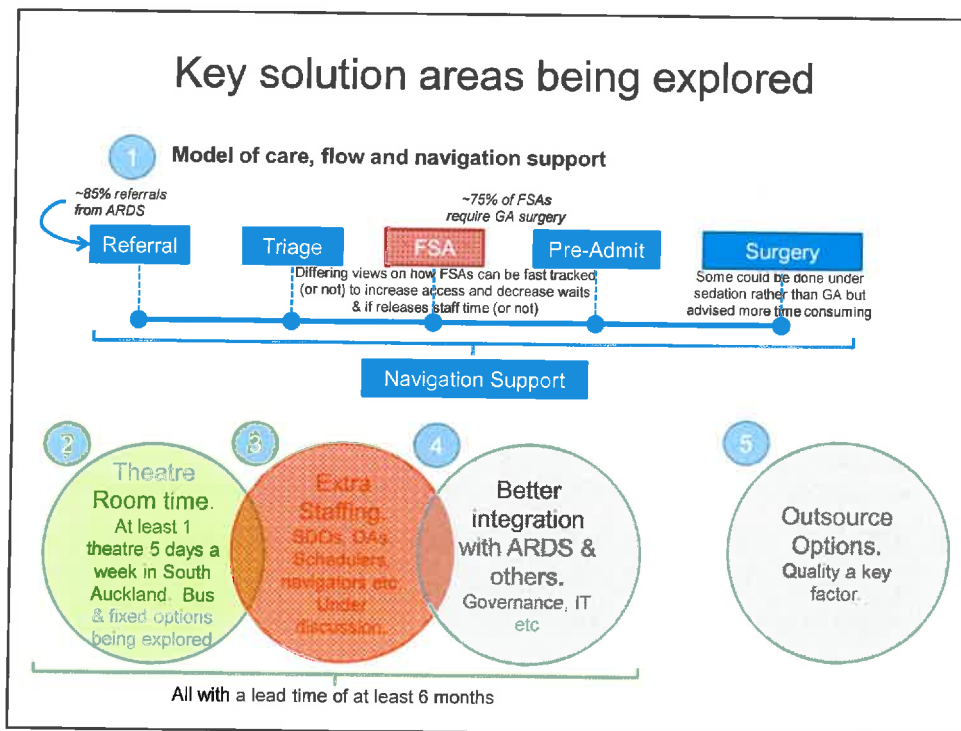 Key solution areas being explored
1
Model of care, flow and navigation support
~85% referrals
from ARDS
~75% of FSAs
require GA surgery
Referral
Triage
FSA
Pre-Admit
Surgery
Differing views on how FSAs can be fast tracked
(or not) to increase access and decrease waits
& if releases staff time (or not)
Some could be done under
sedation rather than GA but
advised more time consuming
Navigation Support
2
Theatre
Room time.
At least 1
theatre 5 days a
week in South
Auckland. Bus
& fixed options
being explored
3
Extra
Staffing.
SDOs, DAs,
Schedulers,
navigators etc.
Under
discussion.
4
Better
integration
with ARDS &
others.
Governance, IT
etc
5
Outsource
Options.
Quality a key
factor.
All with a lead time of at least 6 months